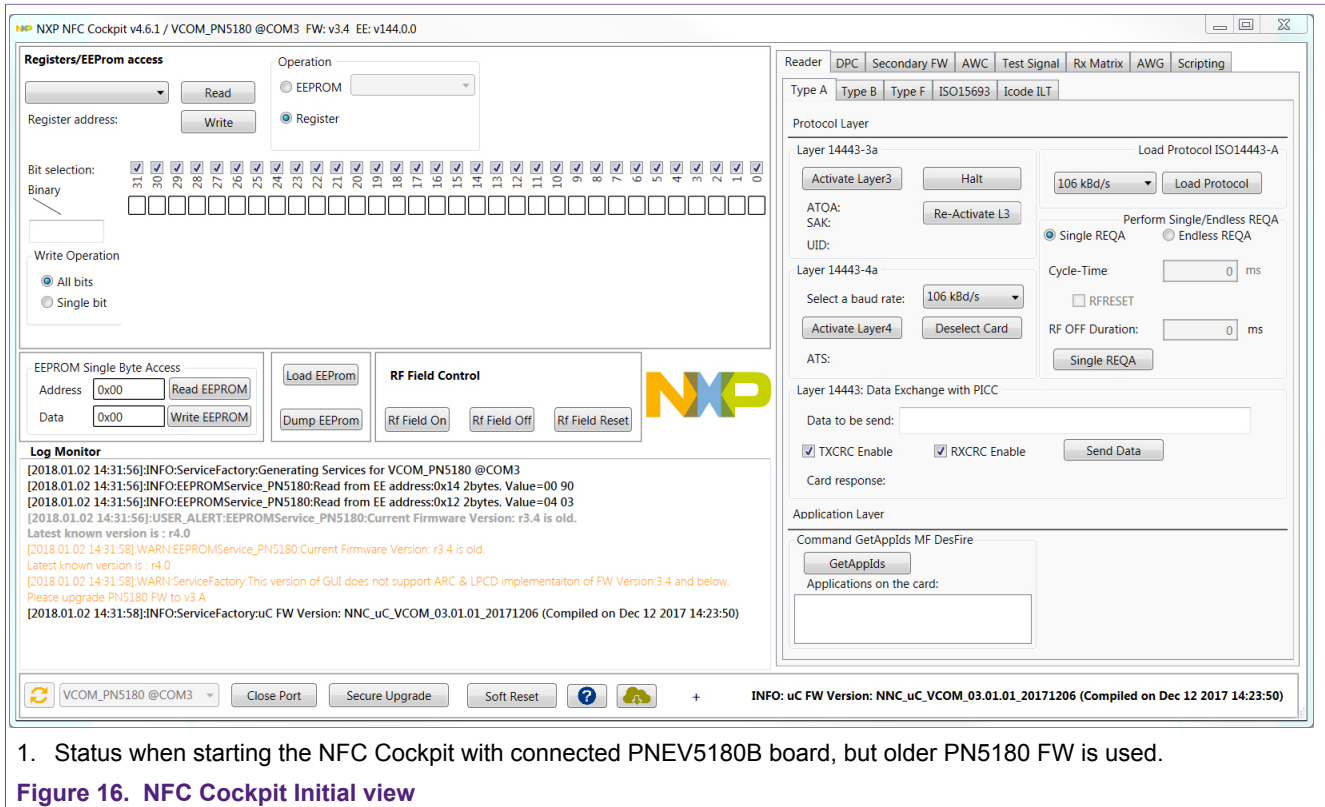 NXP NFC Cockpit v4.6.1 / VCOM_PN5180 @COM3 FW: v3.4 EE: v144.0.0
Registers/EEProm access
Operation
Read
EEPROM
Register address:
Write
Register
Bit selection:
31 30 29 28 27 26 25 24 23 22 21 20 19 18 17 16 15 14 13 12 11 10 9 8 7 6 5 4 3 2 1 0
Binary
Write Operation
All bits
Single bit
EEPROM Single Byte Access
Address 0x00 Read EEPROM
Data 0x00 Write EEPROM
Load EEProm
Dump EEProm
RF Field Control
Rf Field On Rf Field Off Rf Field Reset
NXP
Log Monitor
[2018.01.02 14:31:56]:INFO:ServiceFactory:Generating Services for VCOM_PN5180 @COM3
[2018.01.02 14:31:56]:INFO:EEPROMService_PN5180:Read from EE address:0x14 2bytes. Value=00 90
[2018.01.02 14:31:56]:INFO:EEPROMService_PN5180:Read from EE address:0x12 2bytes. Value=04 03
[2018.01.02 14:31:56]:USER_ALERT:EEPROMService_PN5180:Current Firmware Version: r3.4 is old.
Latest known version is : r4.0
[2018.01.02 14:31:58]:WARN:EEPROMService_PN5180:Current Firmware Version: r3.4 is old.
Latest known version is : r4.0
[2018.01.02 14:31:58]:WARN:ServiceFactory:This version of GUI does not support ARC & LPCD implementaiton of FW Version:3.4 and below.
Please upgrade PN5180 FW to v3.A
[2018.01.02 14:31:58]:INFO:ServiceFactory:uC FW Version: NNC_uC_VCOM_03.01.01_20171206 (Compiled on Dec 12 2017 14:23:50)
Reader DPC Secondary FW AWC Test Signal Rx Matrix AWG Scripting
Type A Type B Type F ISO15693 Icode ILT
Protocol Layer
Layer 14443-3a
Activate Layer3 Halt
ATOA:
SAK:
Re-Activate L3
UID:
Load Protocol ISO14443-A
106 kBd/s Load Protocol
Perform Single/Endless REQA
Single REQA Endless REQA
Cycle-Time: 0 ms
RFRESET
RF OFF Duration: 0 ms
Single REQA
Layer 14443-4a
Select a baud rate: 106 kBd/s
Activate Layer4 Deselect Card
ATS:
Layer 14443: Data Exchange with PICC
Data to be send:
TXCRC Enable RXCRC Enable Send Data
Card response:
Application Layer
Command GetAppIds MF DesFire
GetAppIds
Applications on the card:
VCOM_PN5180 @COM3 Close Port Secure Upgrade Soft Reset ? + INFO: uC FW Version: NNC_uC_VCOM_03.01.01_20171206 (Compiled on Dec 12 2017 14:23:50)
1. Status when starting the NFC Cockpit with connected PNEV5180B board, but older PN5180 FW is used.
Figure 16. NFC Cockpit Initial view